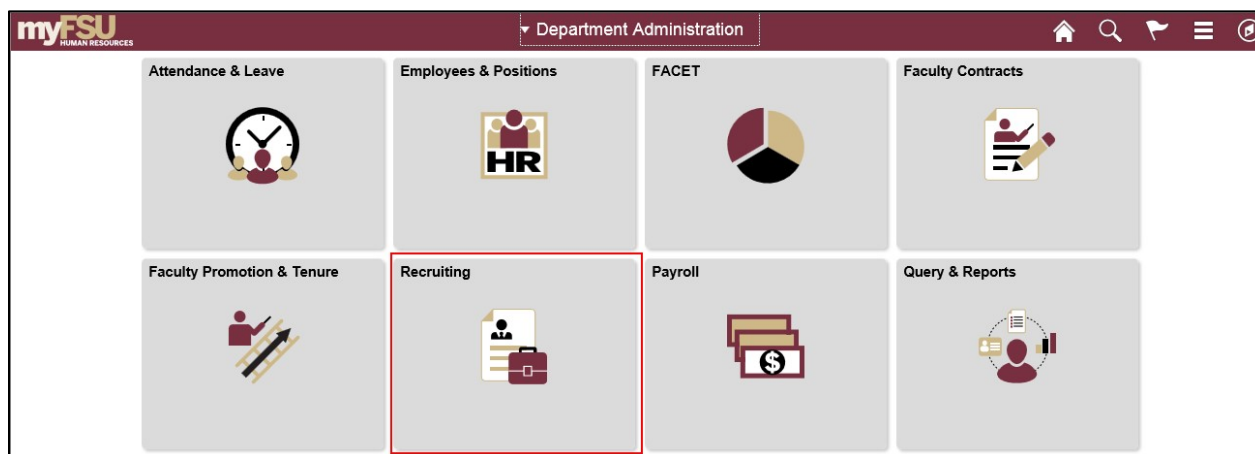 myFSU
HUMAN RESOURCES
Department Administration
Attendance & Leave
Employees & Positions
HR
FACET
Faculty Contracts
Faculty Promotion & Tenure
Recruiting
Payroll
$
Query & Reports